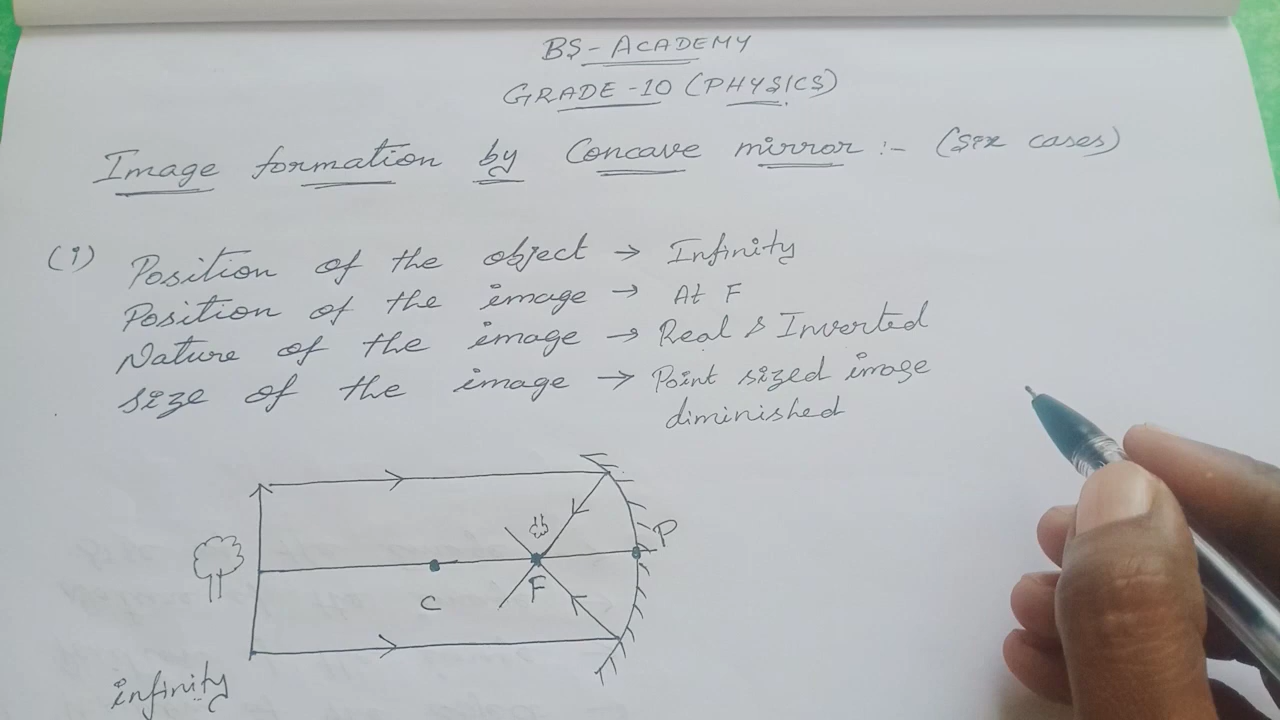 BS-ACADEMY
GRADE-10 (PHYSICS)
Image formation by Concave mirror:- (Six cases)
(i) Position of the object → Infinity
Position of the image → At F
Nature of the image → Real & Inverted
Size of the image → Point sized image
diminished
P
C
F
infinity